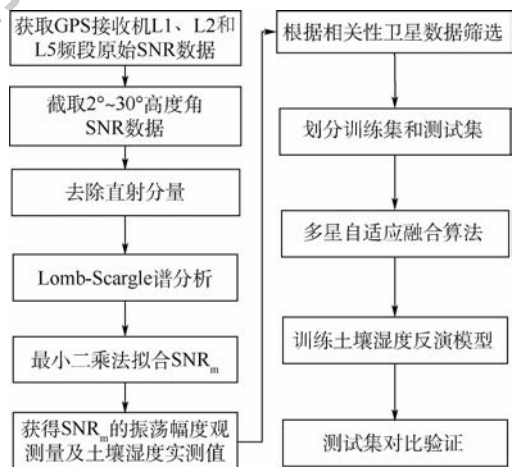 获取GPS接收机L1、L2和
L5频段原始SNR数据
截取2°~30°高度角
SNR数据
去除直射分量
Lomb-Scargle谱分析
最小二乘法拟合SNRm
获得SNRm的振荡幅度观
测量及土壤湿度实测值
根据相关性卫星数据筛选
划分训练集和测试集
多星自适应融合算法
训练土壤湿度反演模型
测试集对比验证